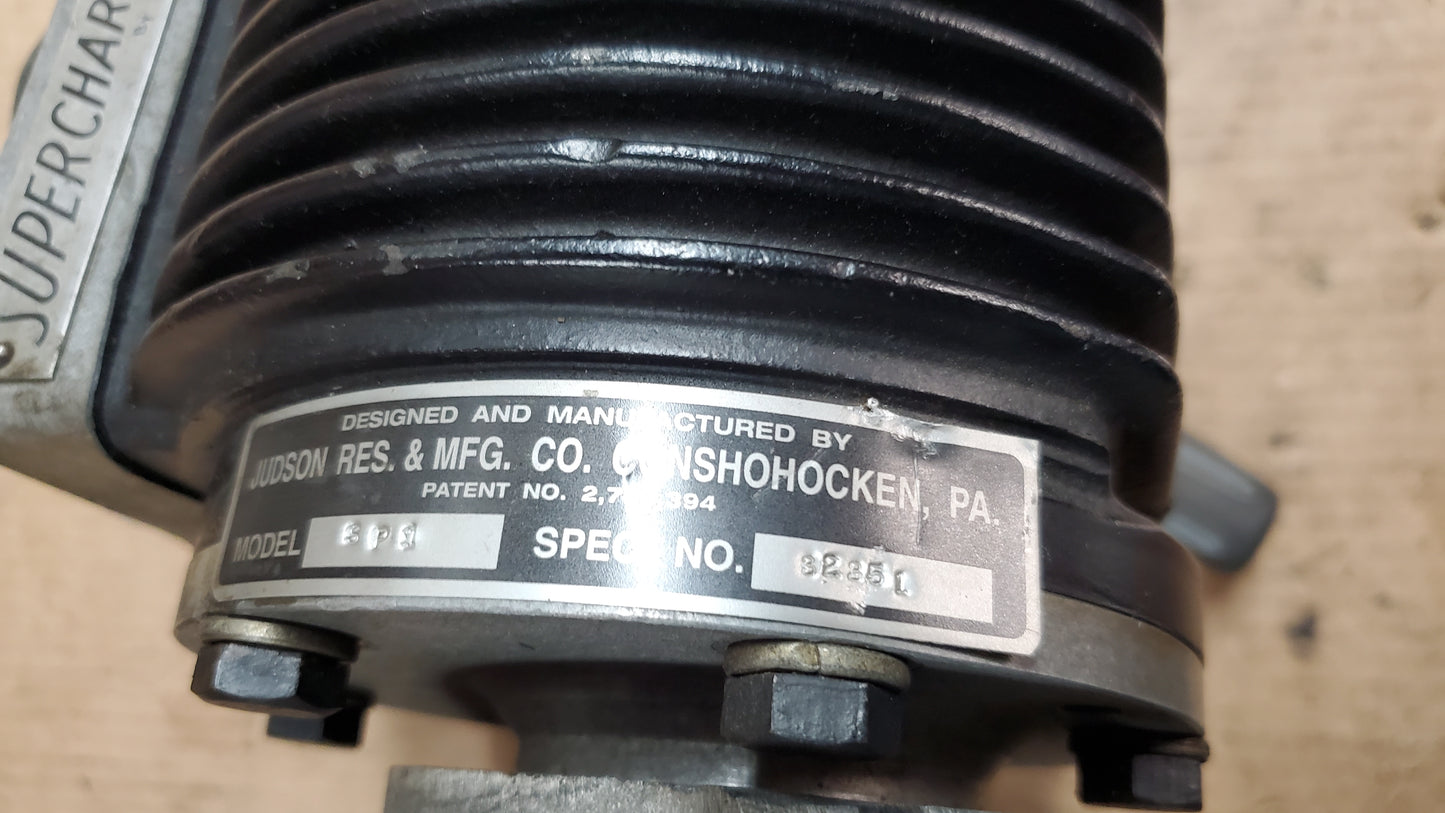 SUPERCHAR
DESIGNED AND MANUFACTURED BY
JUDSON RES. & MFG. CO. CONSHOHOCKEN, PA.
PATENT NO.
MODEL
SPEC. NO.